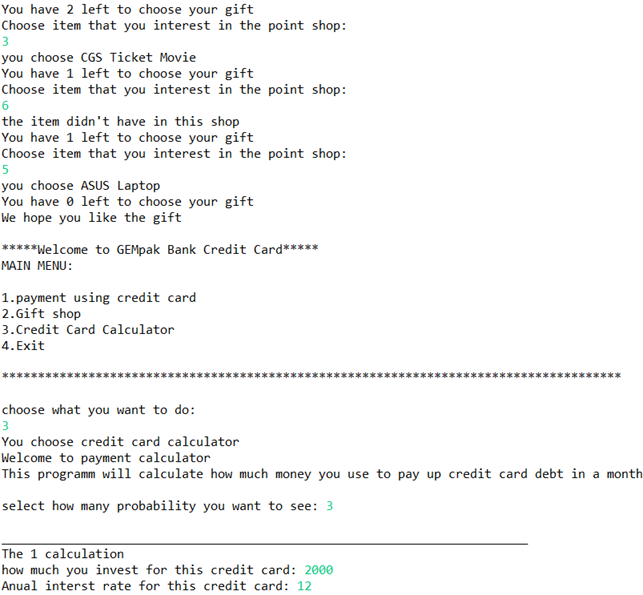 You have 2 left to choose your gift
Choose item that you interest in the point shop:
3
you choose CGS Ticket Movie
You have 1 left to choose your gift
Choose item that you interest in the point shop:
6
the item didn't have in this shop
You have 1 left to choose your gift
Choose item that you interest in the point shop:
5
you choose ASUS Laptop
You have 0 left to choose your gift
We hope you like the gift
*****Welcome to GEMpak Bank Credit Card*****
MAIN MENU:
1.payment using credit card
2.Gift shop
3.Credit Card Calculator
4.Exit
**************************************************************************************
choose what you want to do:
3
You choose credit card calculator
Welcome to payment calculator
This programm will calculate how much money you use to pay up credit card debt in a month
select how many probability you want to see: 3
_________________________________________________________________________
The 1 calculation
how much you invest for this credit card: 2000
Anual interst rate for this credit card: 12